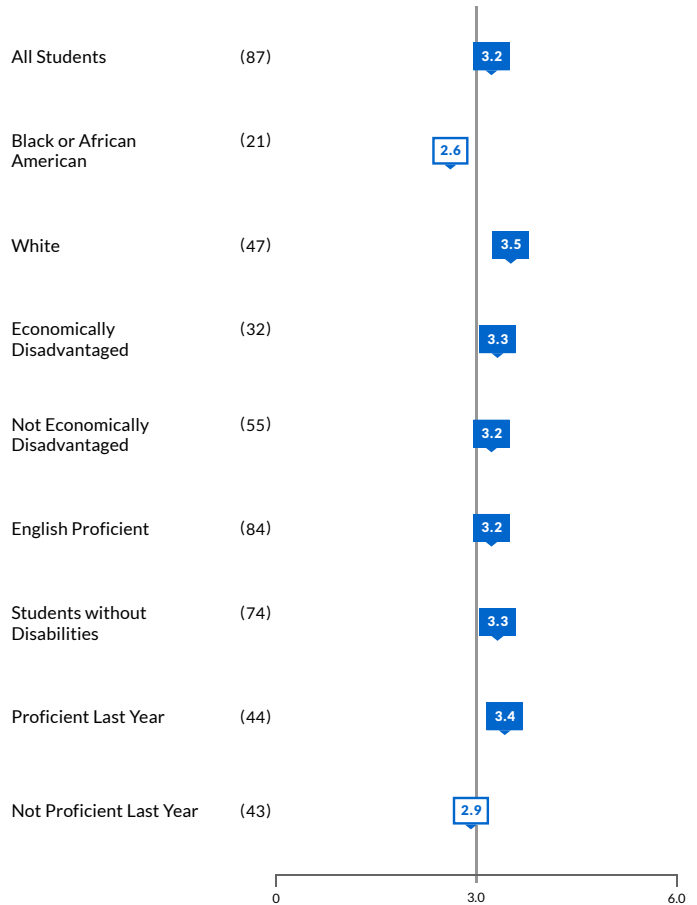 All Students (87) 3.2
Black or African (21) 2.6
American
White (47) 3.5
Economically (32) 3.3
Disadvantaged
Not Economically (55) 3.2
Disadvantaged
English Proficient (84) 3.2
Students without (74) 3.3
Disabilities
Proficient Last Year (44) 3.4
Not Proficient Last Year (43) 2.9
0 3.0 6.0